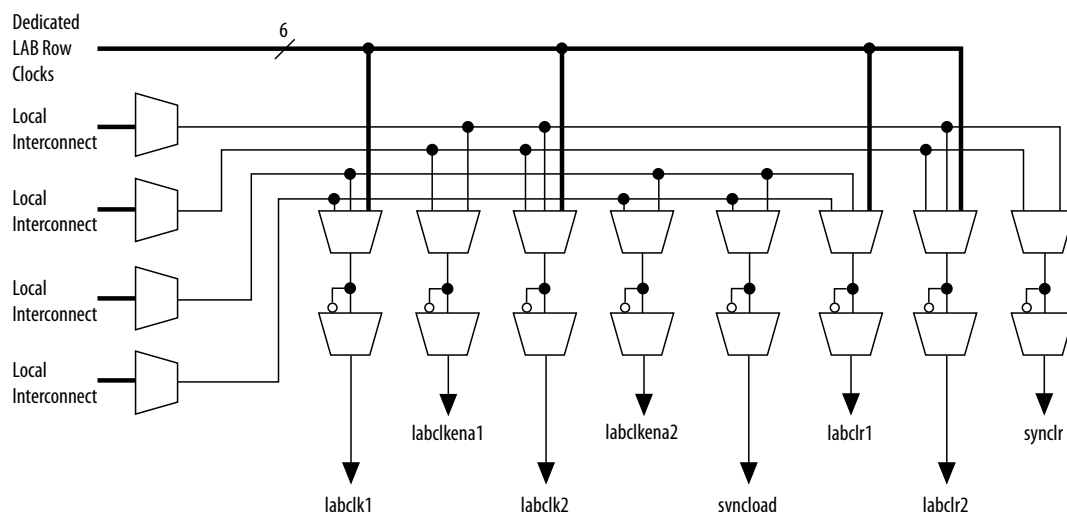 Dedicated
LAB Row
Clocks
6
Local
Interconnect
Local
Interconnect
Local
Interconnect
Local
Interconnect
labclkena1
labclkena2
labclr1
synclr
labclk1
labclk2
syncload
labclr2